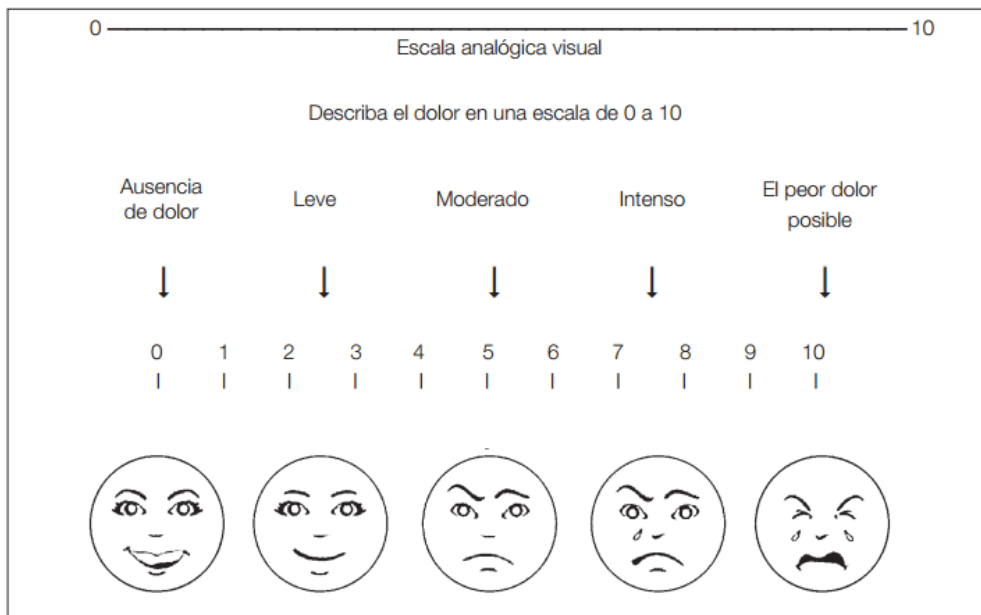 0 10
Escala analógica visual
Describa el dolor en una escala de 0 a 10
Ausencia
de dolor
Leve
Moderado
Intenso
El peor dolor
posible
0 1 2 3 4 5 6 7 8 9 10